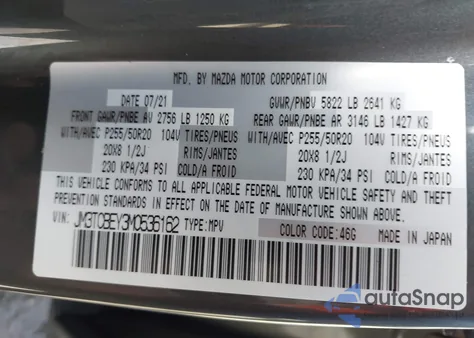 MFD. BY MAZDA MOTOR CORPORATION
DATE 07/21 GVWR/PNBV 5822 LB 2641 KG
FRONT GAWR/PNBE AV 2756 LB 1250 KG REAR GAWR/PNBE AR 3146 LB 1427 KG
WITH/AVEC P255/50R20 104V TIRES/PNEUS WITH/AVEC P255/50R20 104V TIRES/PNEUS
20X8 1/2J RIMS/JANTES 20X8 1/2J RIMS/JANTES
230 KPA/34 PSI COLD/A FROID 230 KPA/34 PSI COLD/A FROID
THIS VEHICLE CONFORMS TO ALL APPLICABLE FEDERAL MOTOR VEHICLE SAFETY AND THEFT
PREVENTION STANDARDS IN EFFECT ON THE DATE OF MANUFACTURE SHOWN ABOVE.
VIN: JM3TCBEY3M0536162 TYPE:MPV COLOR CODE:46G MADE IN JAPAN
autoSnap